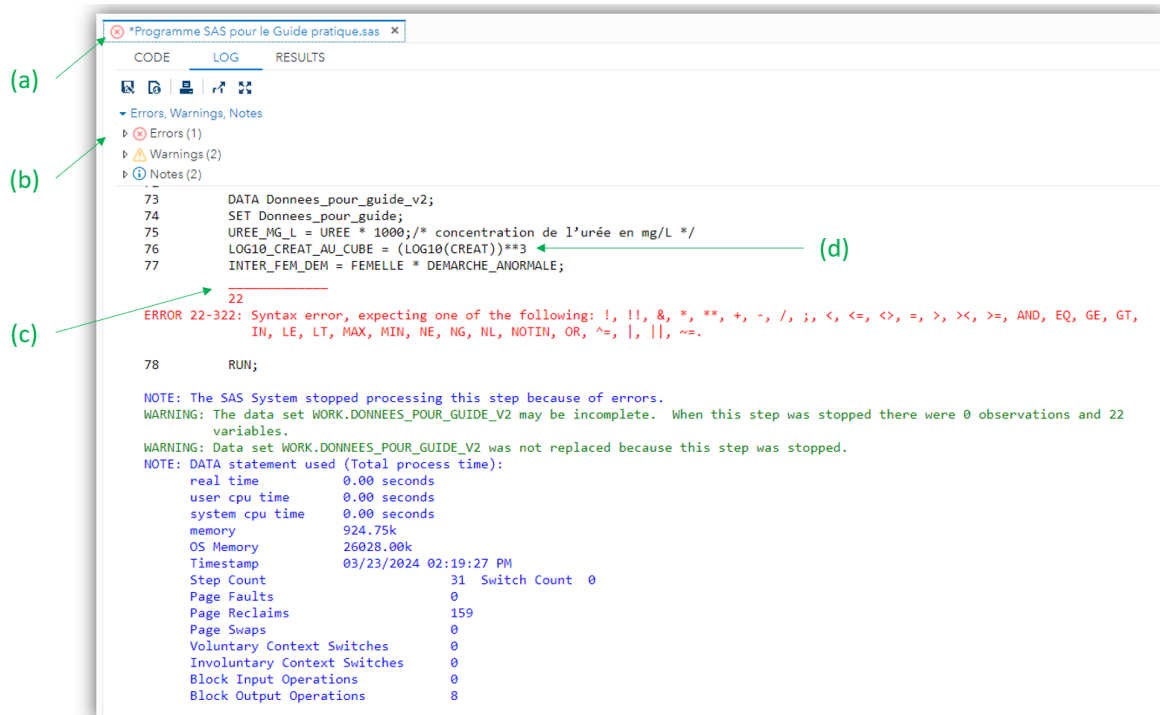 *Programme SAS pour le Guide pratique.sas ×
(a)
CODE LOG RESULTS
Errors, Warnings, Notes
Errors (1)
(b)
Warnings (2)
Notes (2)
73 DATA Donnees_pour_guide_v2;
74 SET Donnees_pour_guide;
75 UREE_MG_L = UREE * 1000;/* concentration de l’urée en mg/L */
76 LOG10_CREAT_AU_CUBE = (LOG10(CREAT))**3
(d)
77 INTER_FEM_DEM = FEMELLE * DEMARCHE_ANORMALE;
_____________
22
(c)
ERROR 22-322: Syntax error, expecting one of the following: !, !!, &, *, **, +, -, /, ;, <, <=, <>, =, >, ><, >=, AND, EQ, GE, GT,
IN, LE, LT, MAX, MIN, NE, NG, NL, NOTIN, OR, ^=, |, ||, ~=.
78 RUN;
NOTE: The SAS System stopped processing this step because of errors.
WARNING: The data set WORK.DONNEES_POUR_GUIDE_V2 may be incomplete. When this step was stopped there were 0 observations and 22
variables.
WARNING: Data set WORK.DONNEES_POUR_GUIDE_V2 was not replaced because this step was stopped.
NOTE: DATA statement used (Total process time):
real time 0.00 seconds
user cpu time 0.00 seconds
system cpu time 0.00 seconds
memory 924.75k
OS Memory 26028.00k
Timestamp 03/23/2024 02:19:27 PM
Step Count 31 Switch Count 0
Page Faults 0
Page Reclaims 159
Page Swaps 0
Voluntary Context Switches 0
Involuntary Context Switches 0
Block Input Operations 0
Block Output Operations 8